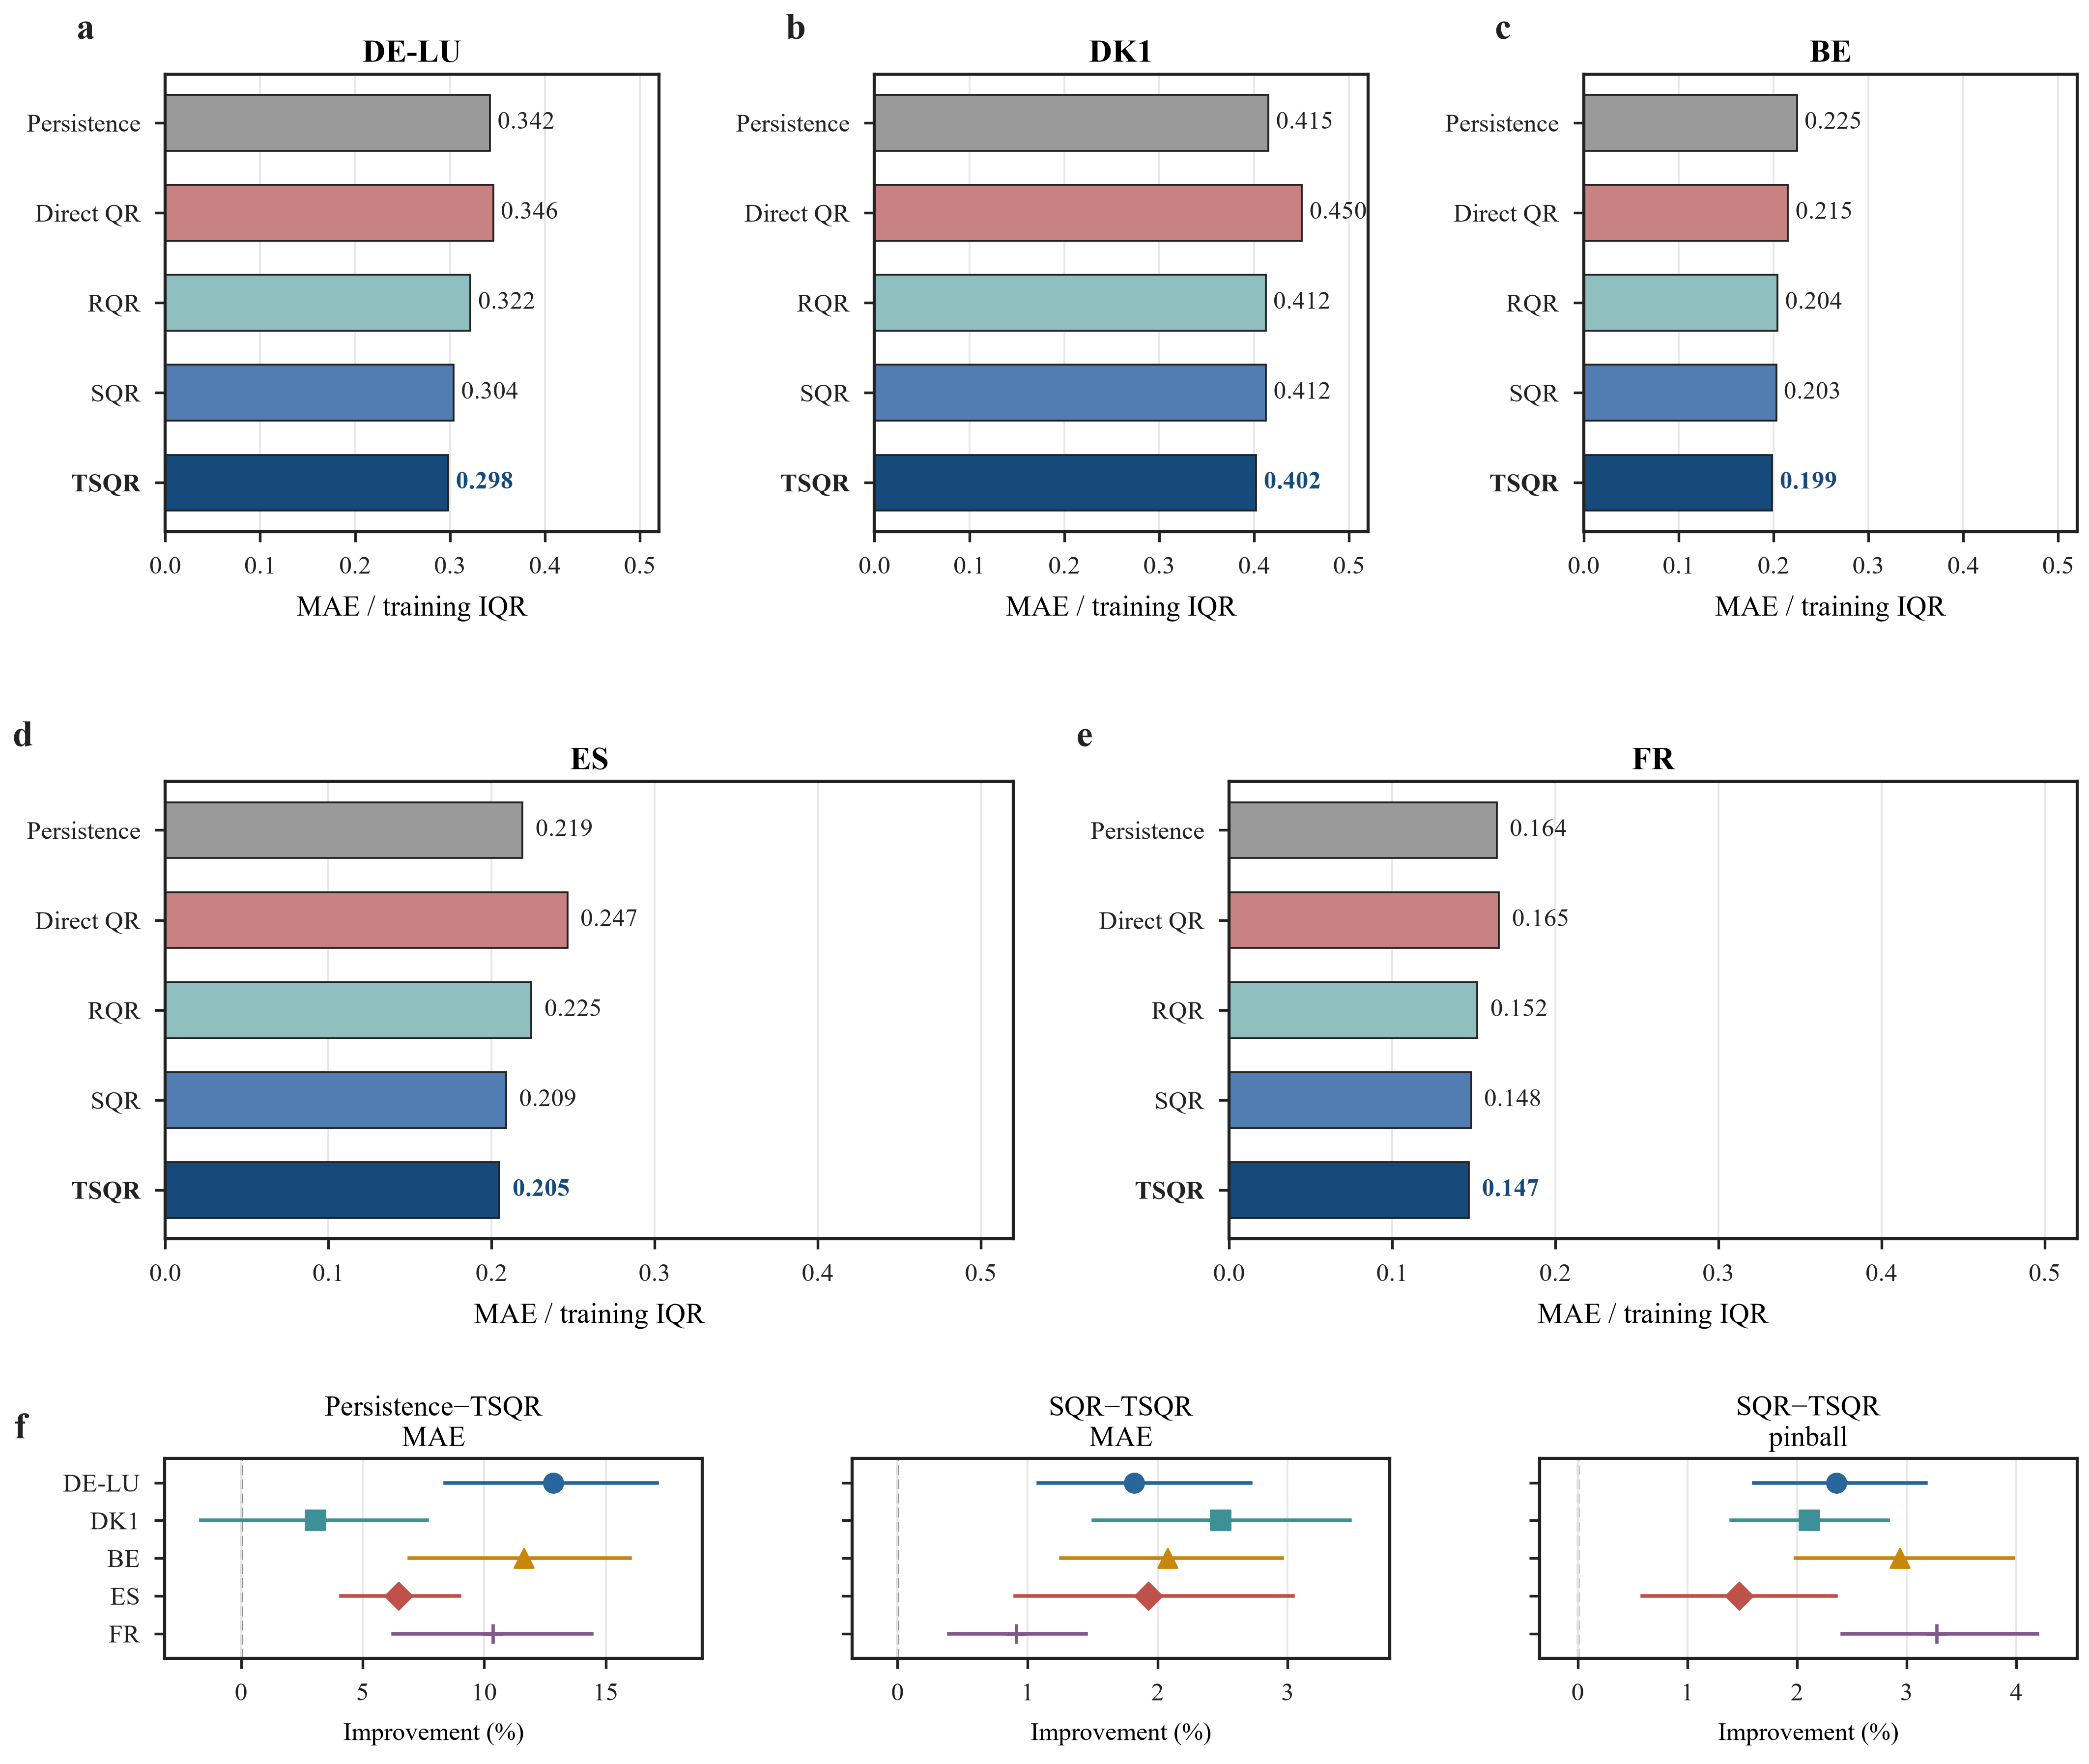 a
DE-LU
Persistence 0.342
Direct QR 0.346
RQR 0.322
SQR 0.304
TSQR 0.298
0.0 0.1 0.2 0.3 0.4 0.5
MAE / training IQR
b
DK1
Persistence 0.415
Direct QR 0.450
RQR 0.412
SQR 0.412
TSQR 0.402
0.0 0.1 0.2 0.3 0.4 0.5
MAE / training IQR
c
BE
Persistence 0.225
Direct QR 0.215
RQR 0.204
SQR 0.203
TSQR 0.199
0.0 0.1 0.2 0.3 0.4 0.5
MAE / training IQR
d
ES
Persistence 0.219
Direct QR 0.247
RQR 0.225
SQR 0.209
TSQR 0.205
0.0 0.1 0.2 0.3 0.4 0.5
MAE / training IQR
e
FR
Persistence 0.164
Direct QR 0.165
RQR 0.152
SQR 0.148
TSQR 0.147
0.0 0.1 0.2 0.3 0.4 0.5
MAE / training IQR
f
Persistence−TSQR
MAE
DE-LU
DK1
BE
ES
FR
0 5 10 15
Improvement (%)
SQR−TSQR
MAE
0 1 2 3
Improvement (%)
SQR−TSQR
pinball
0 1 2 3 4
Improvement (%)